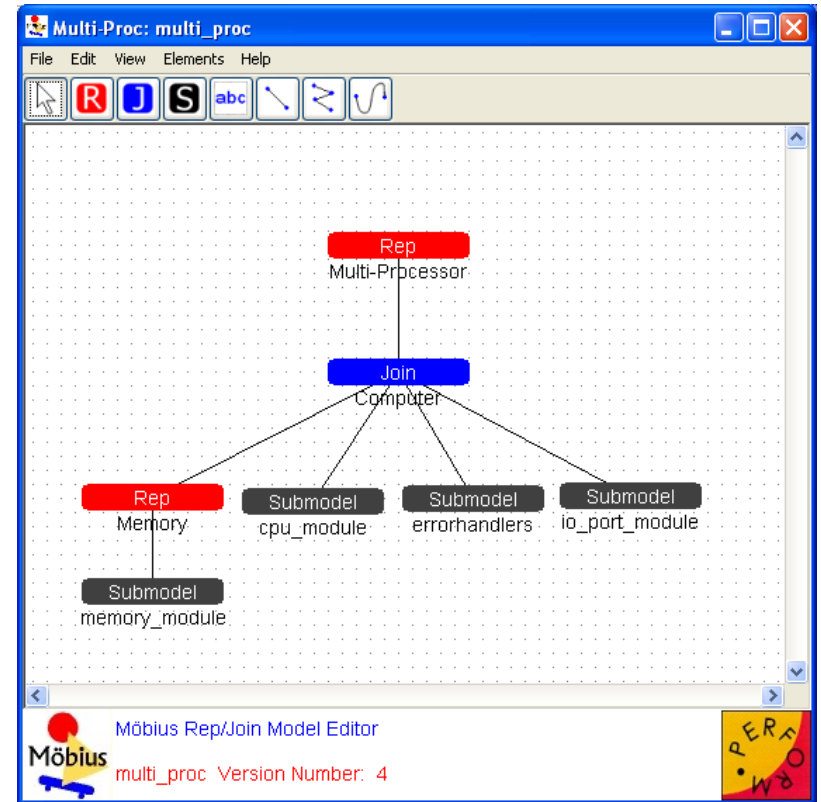 Multi-Proc: multi_proc
File Edit View Elements Help
R J S abc
Rep
Multi-Processor
Join
Computer
Rep Submodel Submodel Submodel
Memory cpu_module errorhandlers io_port_module
Submodel
memory_module
Möbius Rep/Join Model Editor
Möbius
multi_proc Version Number: 4
PERFORM